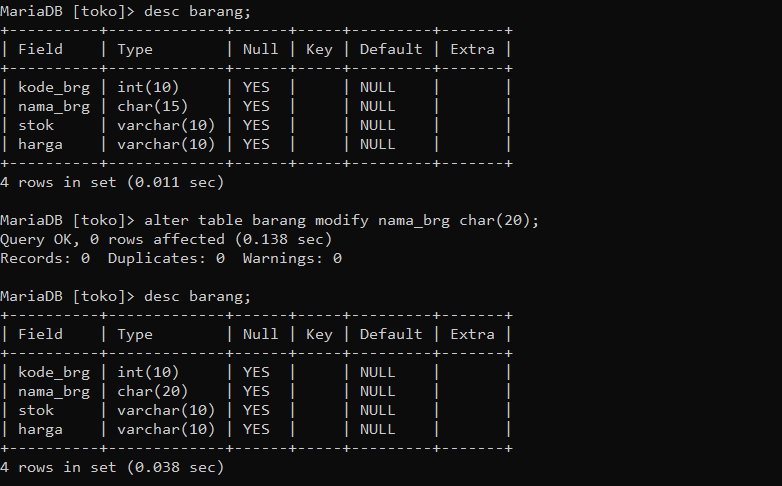 MariaDB [toko]> desc barang;
+----------+-------------+------+-----+---------+-------+
| Field    | Type        | Null | Key | Default | Extra |
+----------+-------------+------+-----+---------+-------+
| kode_brg | int(10)     | YES  |     | NULL    |       |
| nama_brg | char(15)    | YES  |     | NULL    |       |
| stok     | varchar(10) | YES  |     | NULL    |       |
| harga    | varchar(10) | YES  |     | NULL    |       |
+----------+-------------+------+-----+---------+-------+
4 rows in set (0.011 sec)

MariaDB [toko]> alter table barang modify nama_brg char(20);
Query OK, 0 rows affected (0.138 sec)
Records: 0  Duplicates: 0  Warnings: 0

MariaDB [toko]> desc barang;
+----------+-------------+------+-----+---------+-------+
| Field    | Type        | Null | Key | Default | Extra |
+----------+-------------+------+-----+---------+-------+
| kode_brg | int(10)     | YES  |     | NULL    |       |
| nama_brg | char(20)    | YES  |     | NULL    |       |
| stok     | varchar(10) | YES  |     | NULL    |       |
| harga    | varchar(10) | YES  |     | NULL    |       |
+----------+-------------+------+-----+---------+-------+
4 rows in set (0.038 sec)